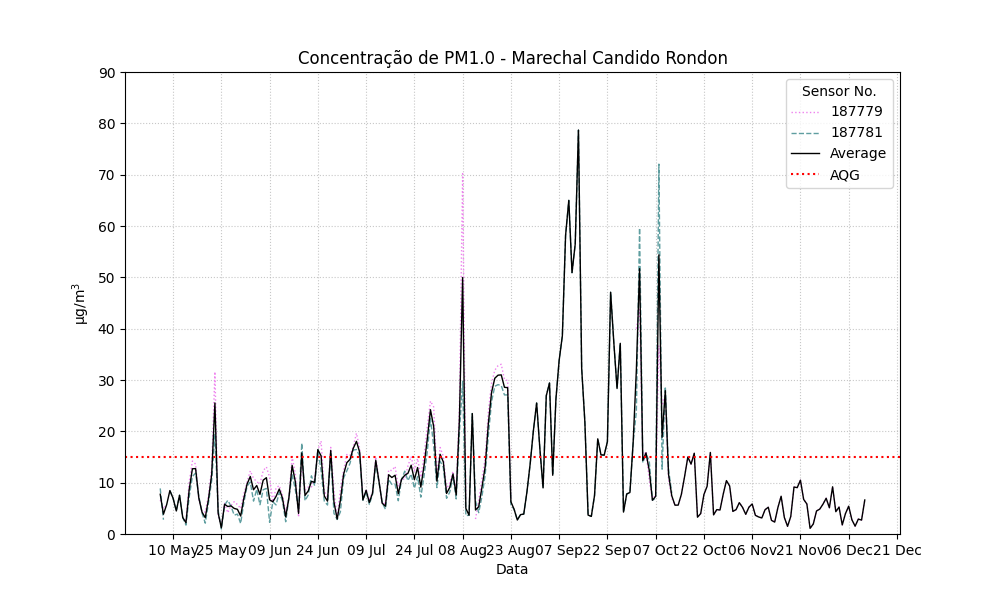 Concentração de PM1.0 - Marechal Candido Rondon
90
80
70
60
50
40
30
20
10
0
µg/m³
Sensor No.
187779
187781
Average
AQG
10 May 25 May 09 Jun 24 Jun 09 Jul 24 Jul 08 Aug 23 Aug 07 Sep 22 Sep 07 Oct 22 Oct 06 Nov 21 Nov 06 Dec 21 Dec
Data